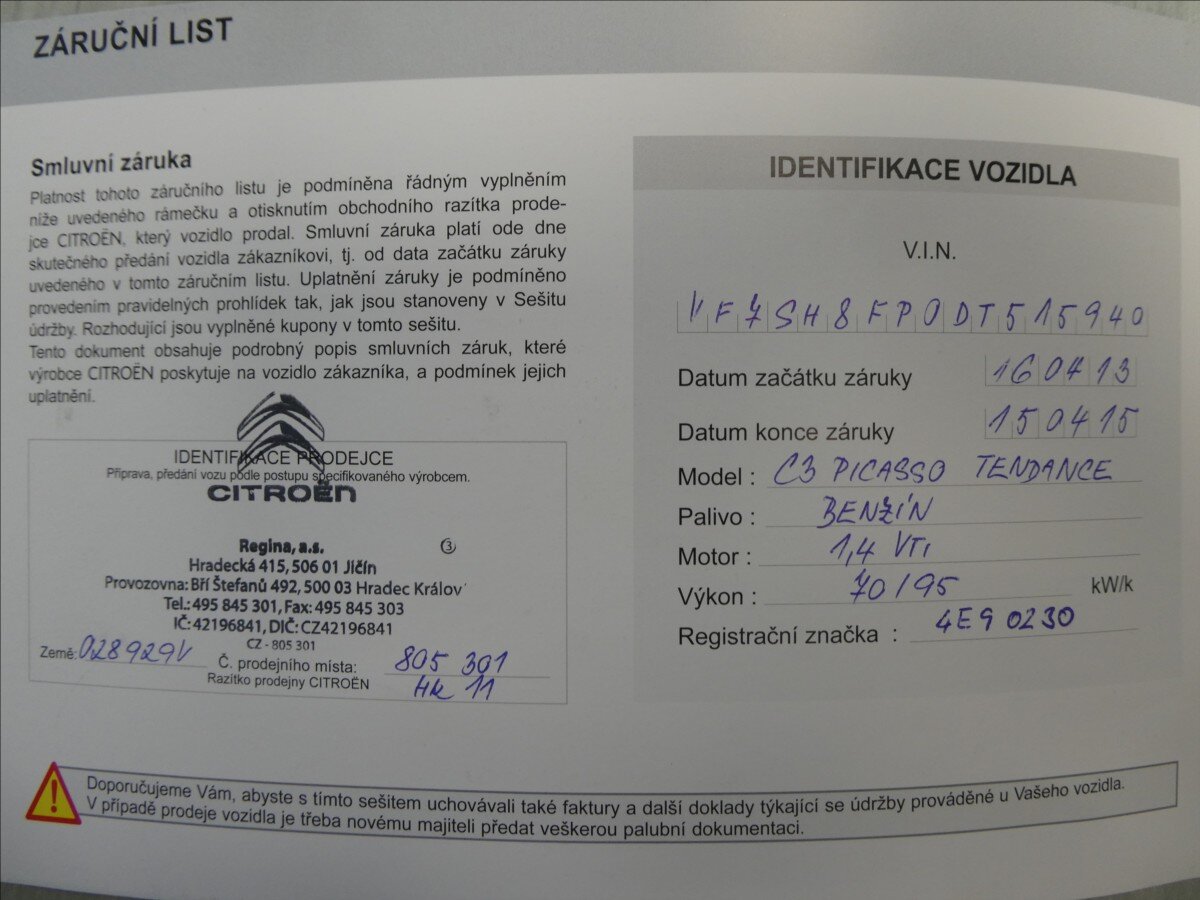 ZÁRUČNÍ LIST
Smluvní záruka
Platnost tohoto záručního listu je podmíněna řádným vyplněním
níže uvedeného rámečku a otisknutím obchodního razítka prode-
jce CITROËN, který vozidlo prodal. Smluvní záruka platí ode dne
skutečného předání vozidla zákazníkovi, tj. od data začátku záruky
uvedeného v tomto záručním listu. Uplatnění záruky je podmíněno
provedením pravidelných prohlídek tak, jak jsou stanoveny v Sešitu
údržby. Rozhodující jsou vyplněné kupony v tomto sešitu.
Tento dokument obsahuje podrobný popis smluvních záruk, které
výrobce CITROËN poskytuje na vozidlo zákazníka, a podmínek jejich
uplatnění.
IDENTIFIKACE PRODEJCE
Příprava, předání vozu podle postupu specifikovaného výrobcem.
CITROËN
Regina, a.s. ③
Hradecká 415, 506 01 Jičín
Provozovna: Bří Štefanů 492, 500 03 Hradec Králov
Tel.: 495 845 301, Fax: 495 845 303
IČ: 42196841, DIČ: CZ42196841
CZ - 805 301
Země: 028929V Č. prodejního místa: 805 301
Razítko prodejny CITROËN HK 11
IDENTIFIKACE VOZIDLA
V.I.N.
VF7SH8FP0DT515940
Datum začátku záruky 160413
Datum konce záruky 150415
Model : C3 PICASSO TENDANCE
Palivo : BENZÍN
Motor : 1,4 VTi
Výkon : 70/95 kW/k
Registrační značka : 4E9 0230
Doporučujeme Vám, abyste s tímto sešitem uchovávali také faktury a další doklady týkající se údržby prováděné u Vašeho vozidla.
V případě prodeje vozidla je třeba novému majiteli předat veškerou palubní dokumentaci.